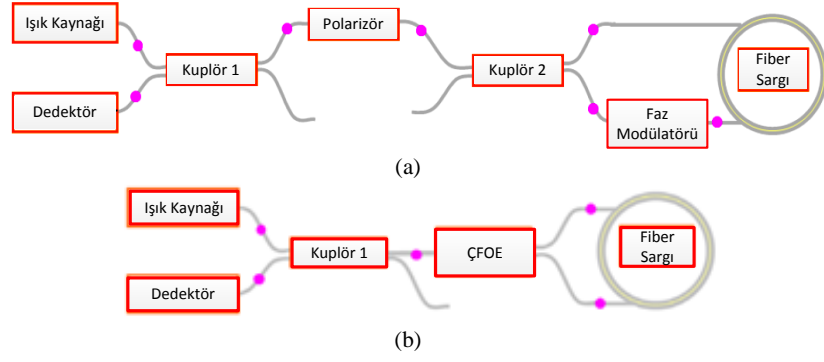 Işık Kaynağı
Dedektör
Kuplör 1
Polarizör
Kuplör 2
Faz
Modülatörü
Fiber
Sargı
(a)
Işık Kaynağı
Dedektör
Kuplör 1
ÇFOE
Fiber
Sargı
(b)